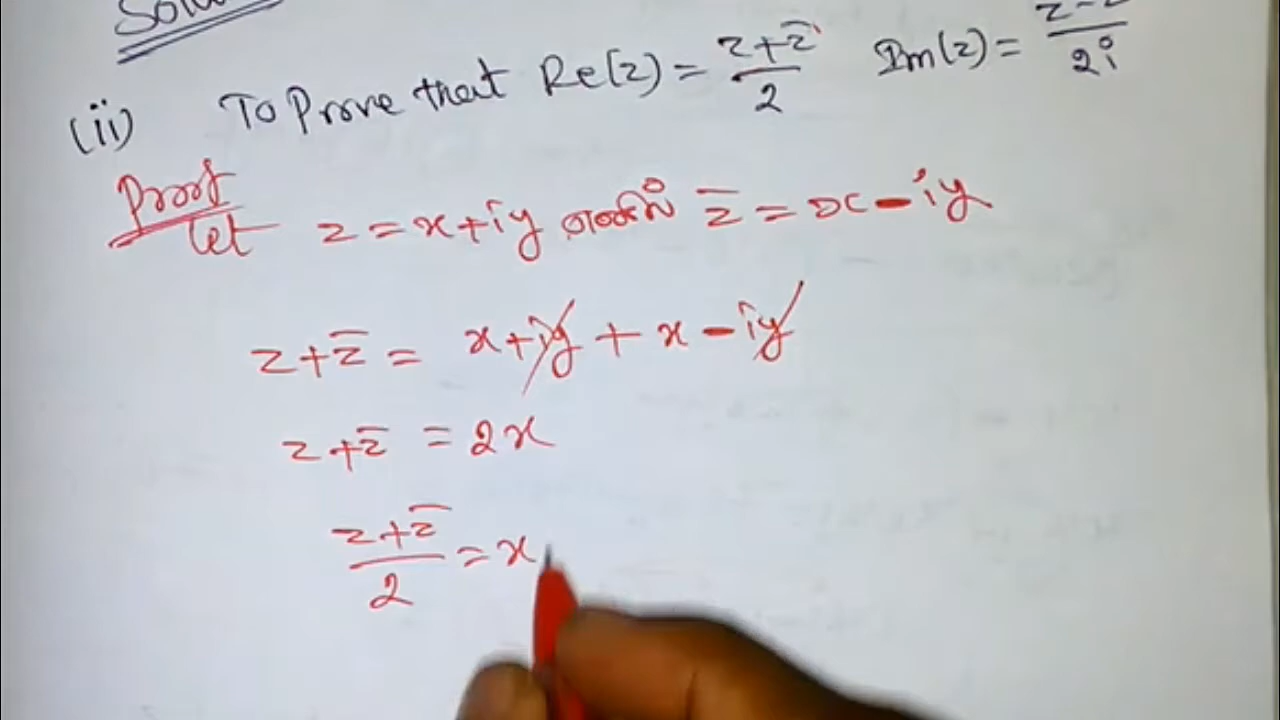 (ii) To Prove that Re(z) = z+z̅/2 Im(z) = /2i
Proof
let z = x+iy எனில் z̅ = x-iy
z+z̅ = x+iy + x-iy
z+z̅ = 2x
z+z̅/2 = x